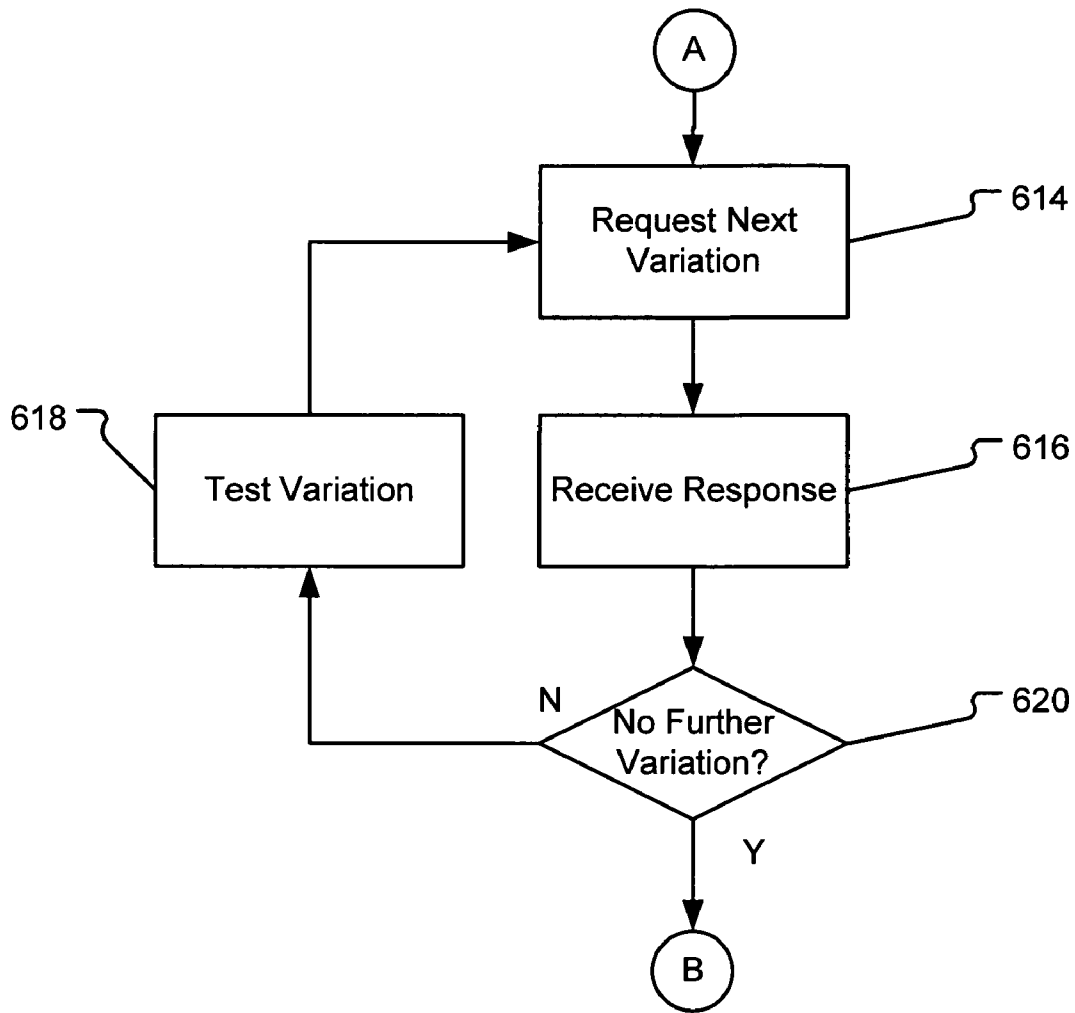 A
Request Next
Variation
614
618
Test Variation
Receive Response
616
N
No Further
Variation?
620
Y
B